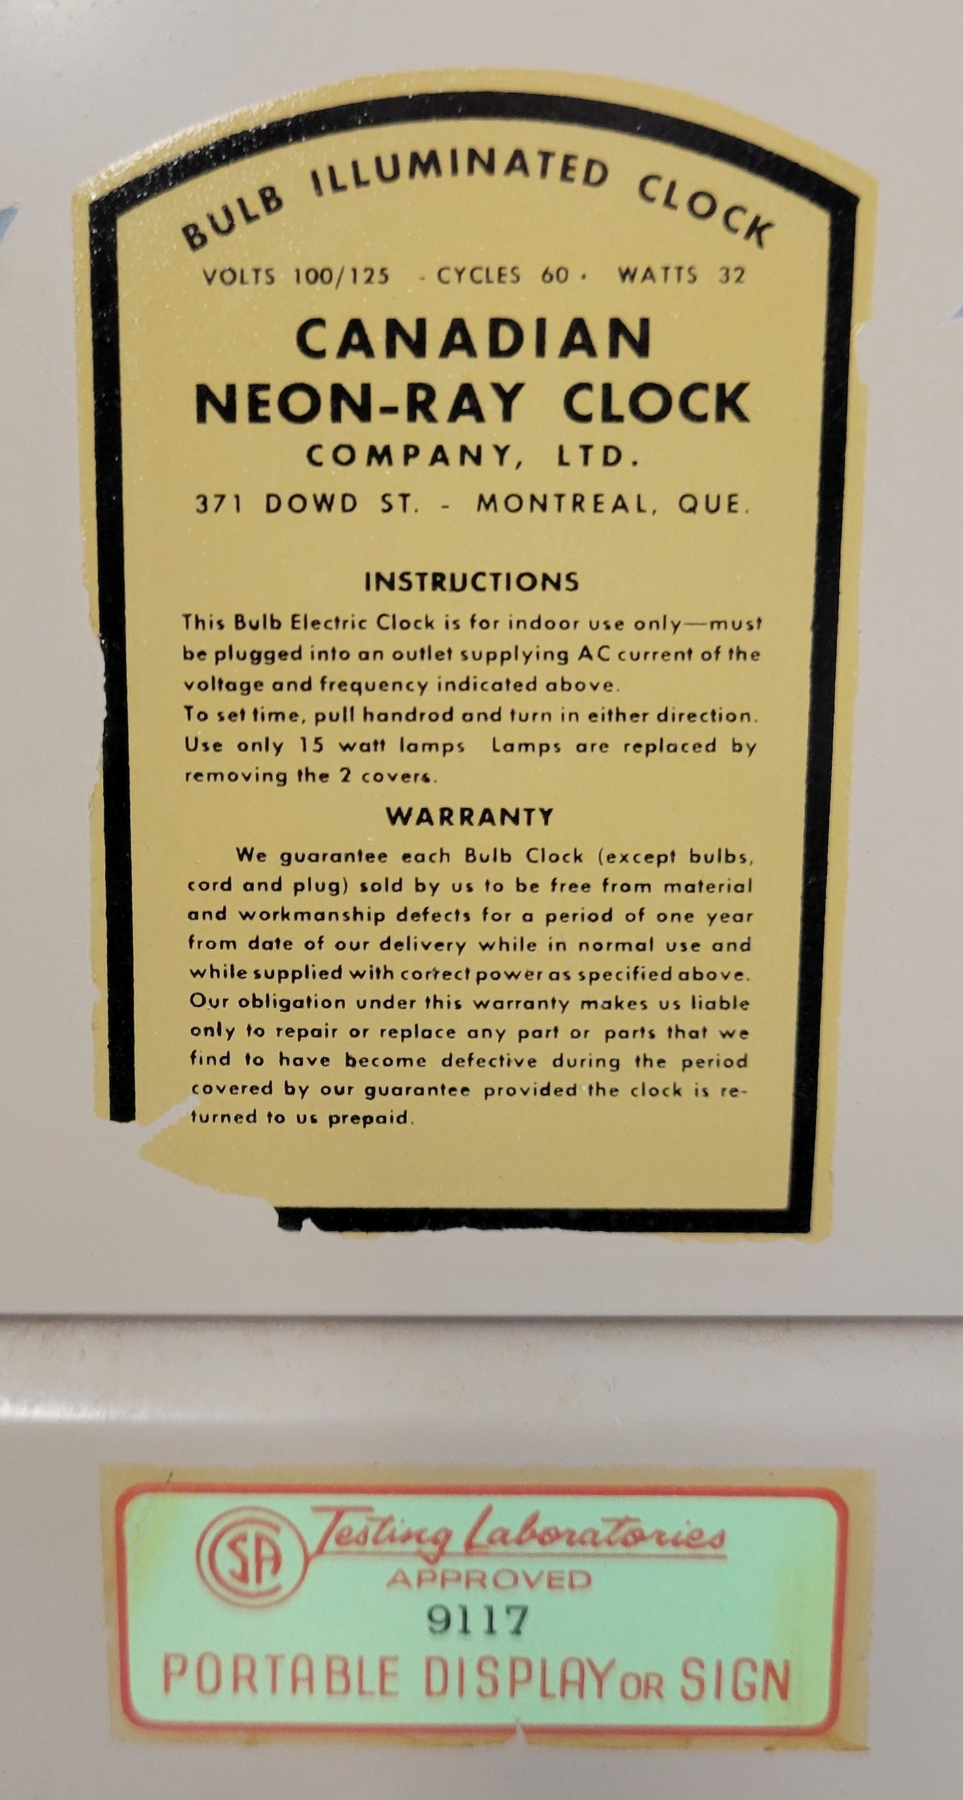 BULB ILLUMINATED CLOCK
VOLTS 100/125 - CYCLES 60 · WATTS 32
CANADIAN
NEON-RAY CLOCK
COMPANY, LTD.
371 DOWD ST. - MONTREAL, QUE.
INSTRUCTIONS
This Bulb Electric Clock is for indoor use only—must
be plugged into an outlet supplying AC current of the
voltage and frequency indicated above.
To set time, pull handrod and turn in either direction.
Use only 15 watt lamps Lamps are replaced by
removing the 2 covers.
WARRANTY
We guarantee each Bulb Clock (except bulbs,
cord and plug) sold by us to be free from material
and workmanship defects for a period of one year
from date of our delivery while in normal use and
while supplied with correct power as specified above.
Our obligation under this warranty makes us liable
only to repair or replace any part or parts that we
find to have become defective during the period
covered by our guarantee provided the clock is re-
turned to us prepaid.
CSA Testing Laboratories
APPROVED
9117
PORTABLE DISPLAY OR SIGN